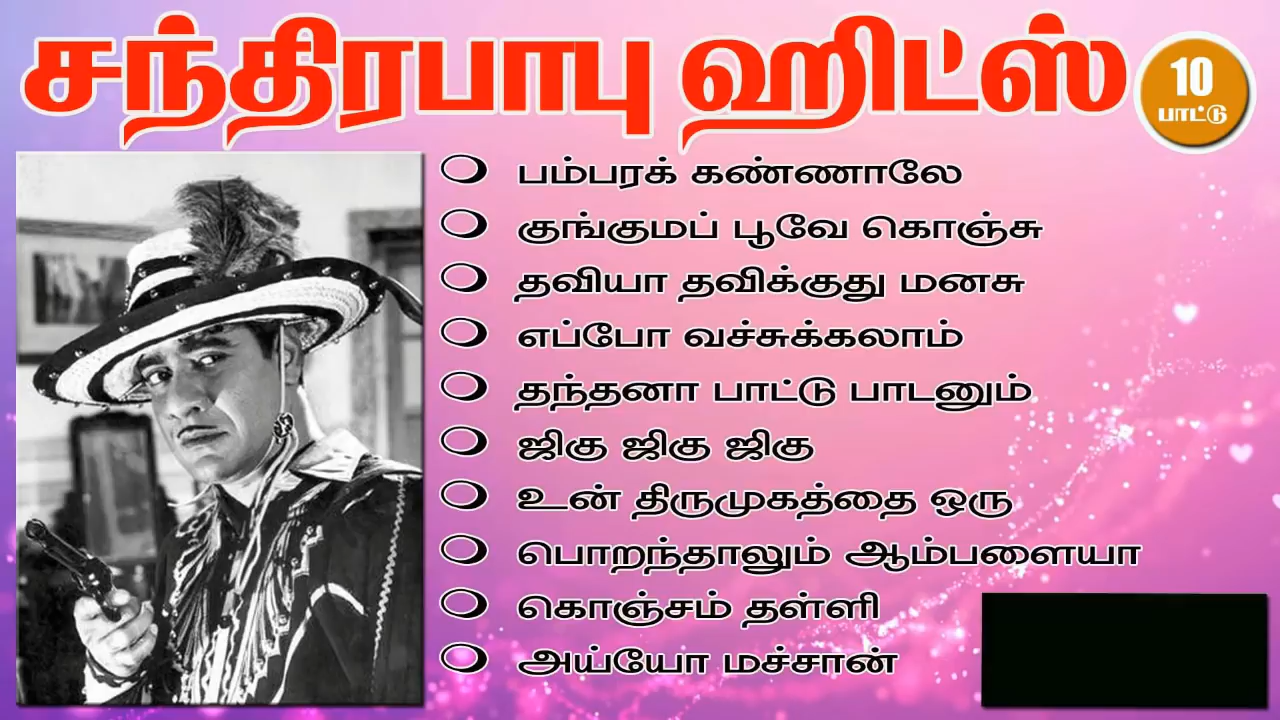 சந்திரபாபு ஹிட்ஸ்
10
பாட்டு
பம்பரக் கண்ணாலே
குங்குமப் பூவே கொஞ்சு
தவியா தவிக்குது மனசு
எப்போ வச்சுக்கலாம்
தந்தனா பாட்டு பாடனும்
ஜிகு ஜிகு ஜிகு
உன் திருமுகத்தை ஒரு
பொறந்தாலும் ஆம்பளையா
கொஞ்சம் தள்ளி
அய்யோ மச்சான்